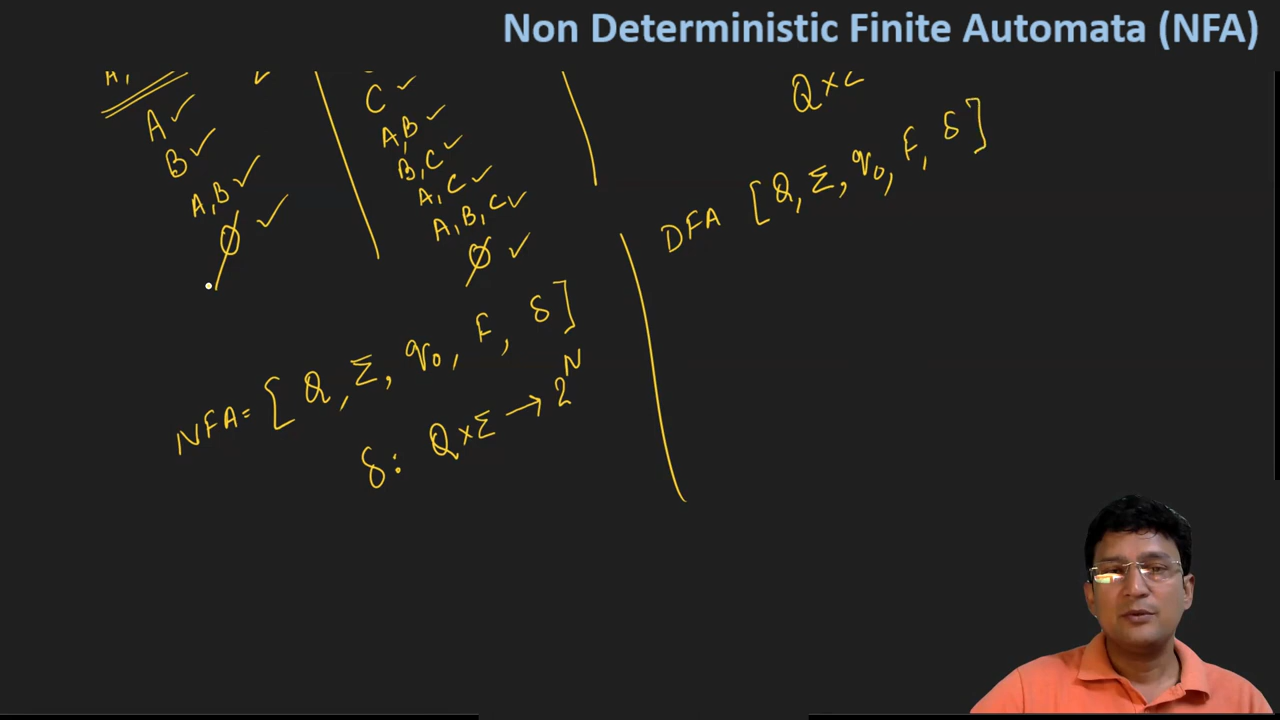 Non Deterministic Finite Automata (NFA)
A ✓
B ✓
A,B ✓
Ø ✓
C ✓
A,B ✓
B,C ✓
A,C ✓
A,B,C ✓
Ø ✓
DFA [Q, Σ, q0, F, δ]
NFA= [Q, Σ, q0, F, δ]
δ: Q×Σ → 2^N